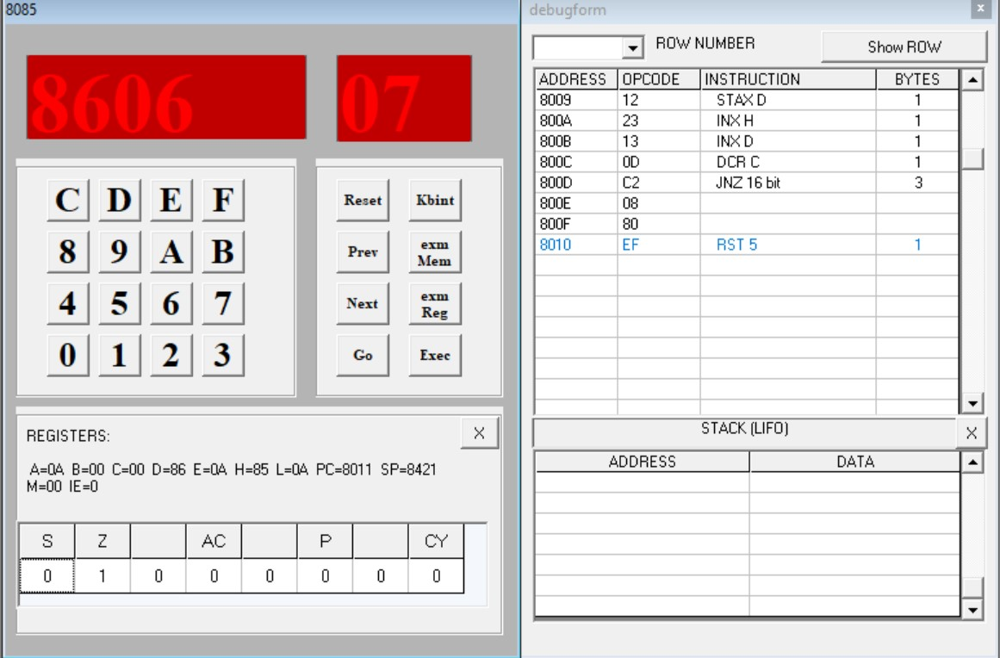 8085
8606 07
C D E F
8 9 A B
4 5 6 7
0 1 2 3
Reset Kbint
Prev exm Mem
Next exm Reg
Go Exec
REGISTERS: X
A=0A B=00 C=00 D=86 E=0A H=85 L=0A PC=8011 SP=8421
M=00 IE=0
S Z AC P CY
0 1 0 0 0 0 0 0
debugform x
ROW NUMBER Show ROW
ADDRESS OPCODE INSTRUCTION BYTES
8009 12 STAX D 1
800A 23 INX H 1
800B 13 INX D 1
800C 0D DCR C 1
800D C2 JNZ 16 bit 3
800E 08
800F 80
8010 EF RST 5 1
STACK (LIFO) X
ADDRESS DATA